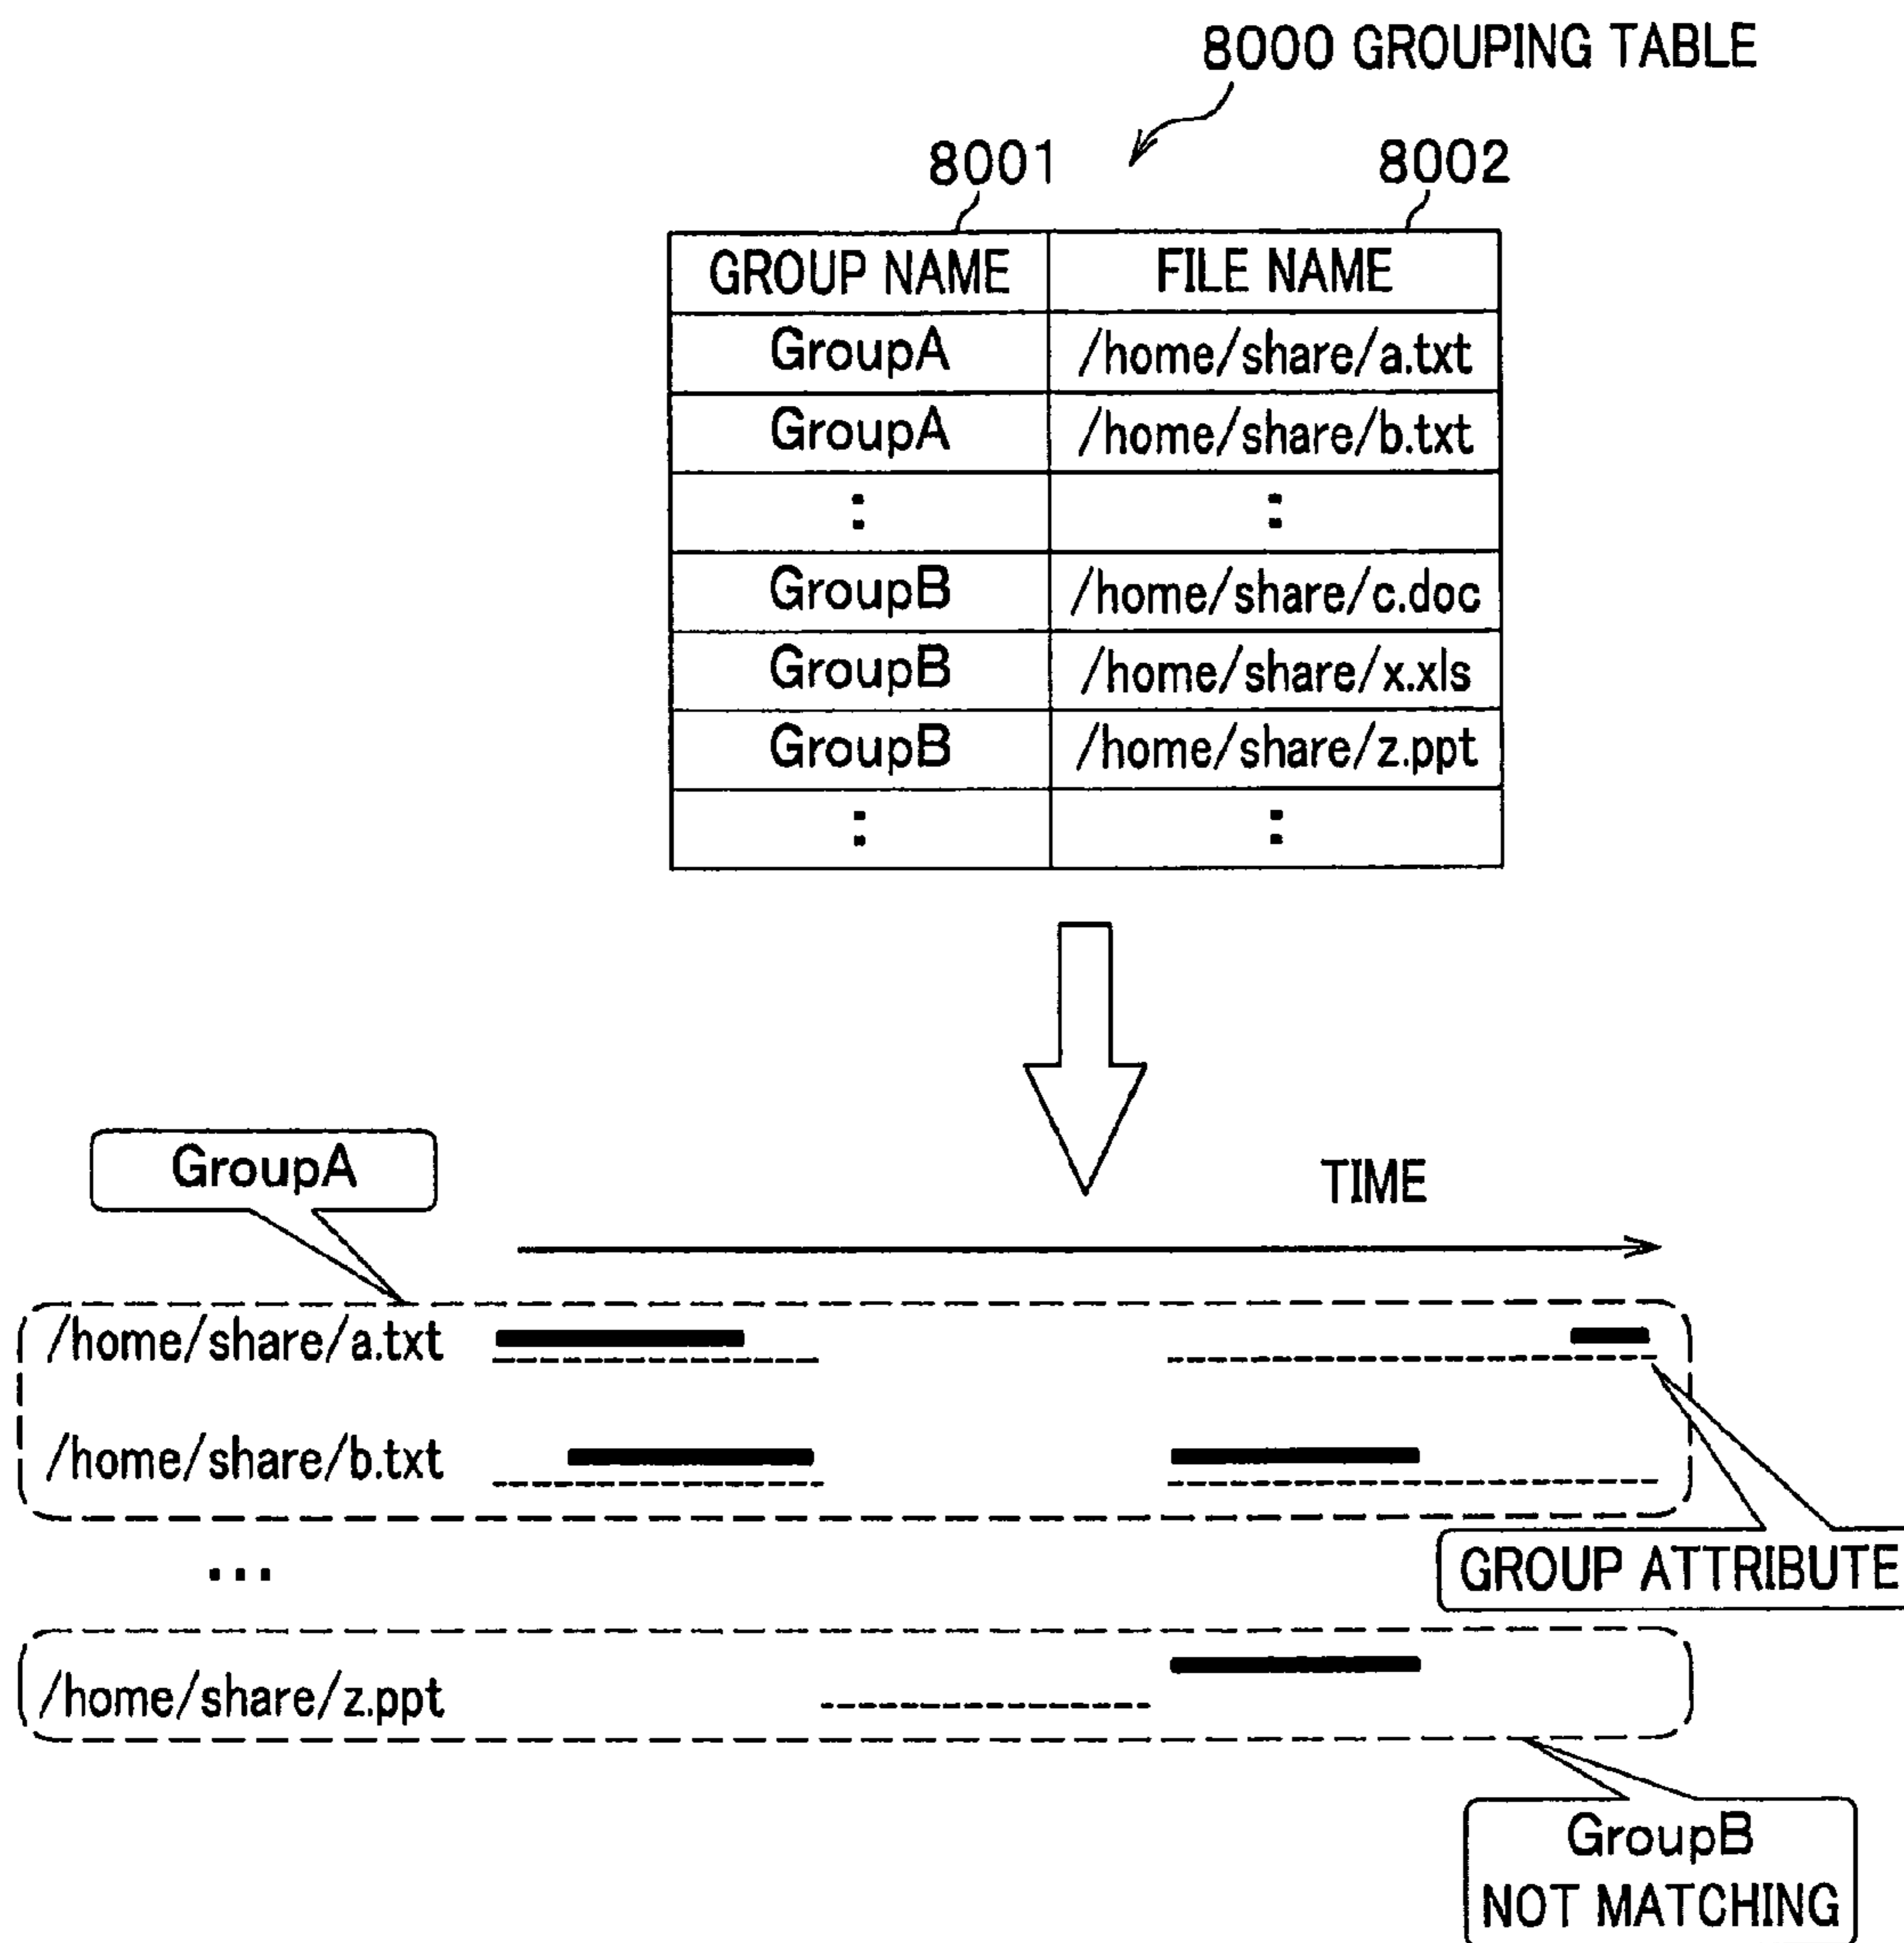 8000 GROUPING TABLE
8001 8002
GROUP NAME FILE NAME
GroupA /home/share/a.txt
GroupA /home/share/b.txt
: :
GroupB /home/share/c.doc
GroupB /home/share/x.xls
GroupB /home/share/z.ppt
: :
GroupA
TIME
/home/share/a.txt
/home/share/b.txt
...
GROUP ATTRIBUTE
/home/share/z.ppt
GroupB
NOT MATCHING